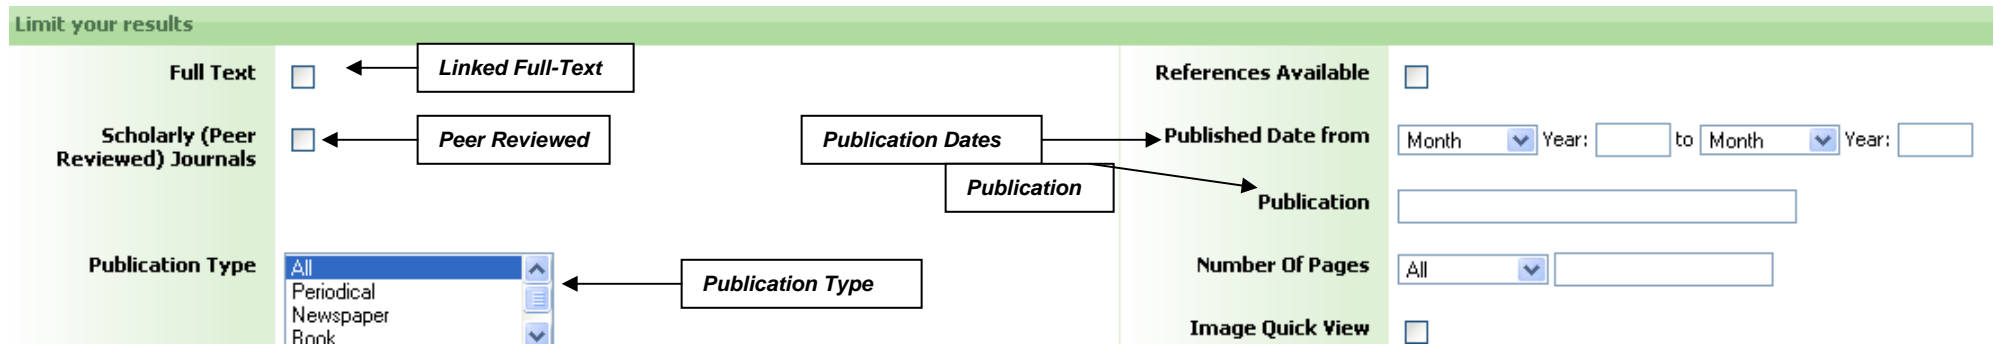 Limit your results
Full Text
Linked Full-Text
References Available
Scholarly (Peer
Reviewed) Journals
Peer Reviewed
Publication Dates
Published Date from
Month Year: to Month Year:
Publication
Publication
Publication Type
All
Periodical
Newspaper
Book
Publication Type
Number Of Pages
All
Image Quick View